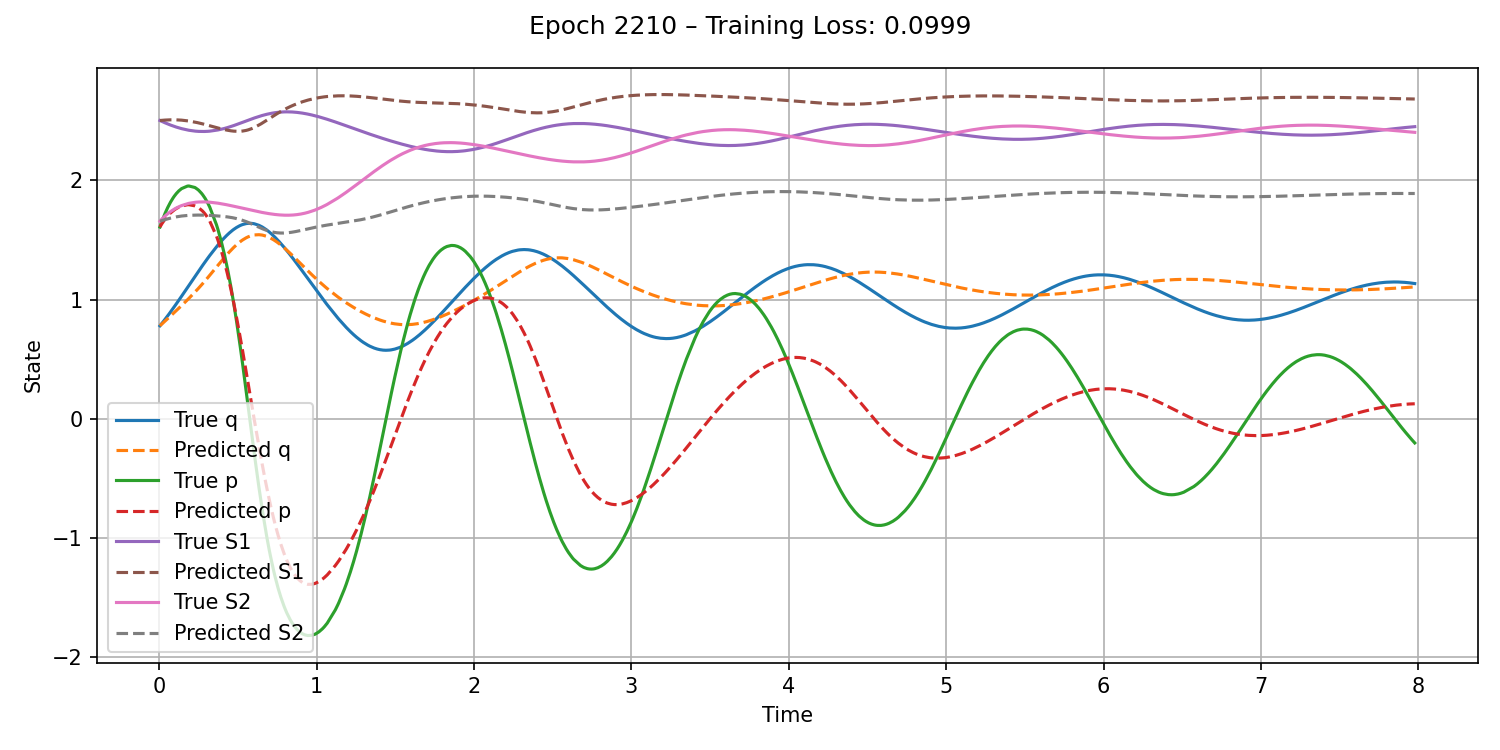 Epoch 2210 – Training Loss: 0.0999
State
2
1
0
−1
−2
True q
Predicted q
True p
Predicted p
True S1
Predicted S1
True S2
Predicted S2
0 1 2 3 4 5 6 7 8
Time